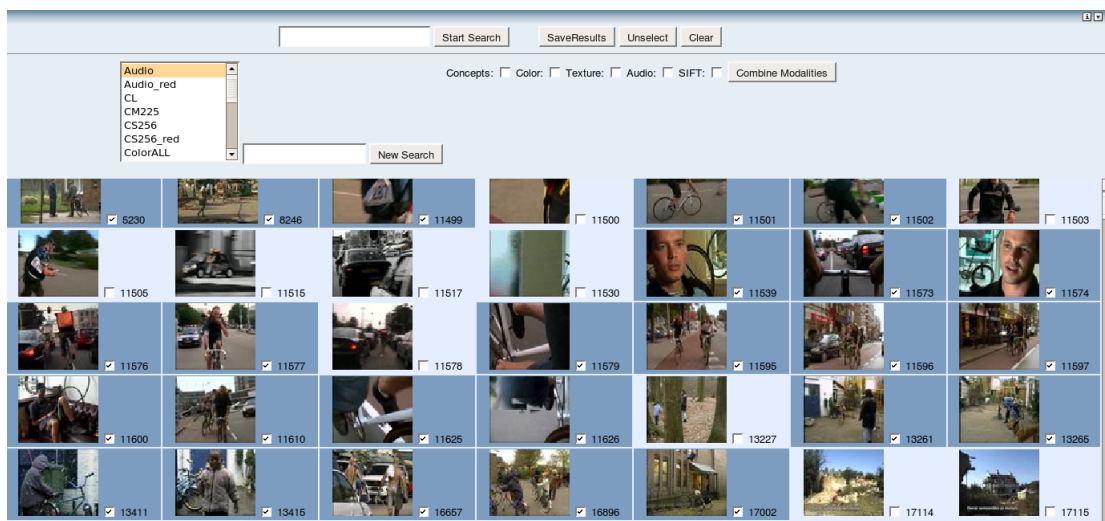 Start Search SaveResults Unselect Clear
Audio
Audio_red
CL
CM225
CS256
CS256_red
ColorALL
Concepts: Color: Texture: Audio: SIFT: Combine Modalities
New Search
5230 8246 11499 11500 11501 11502 11503
11505 11515 11517 11530 11539 11573 11574
11576 11577 11578 11579 11595 11596 11597
11600 11610 11625 11626 13227 13261 13265
13411 13415 16657 16896 17002 17114 17115